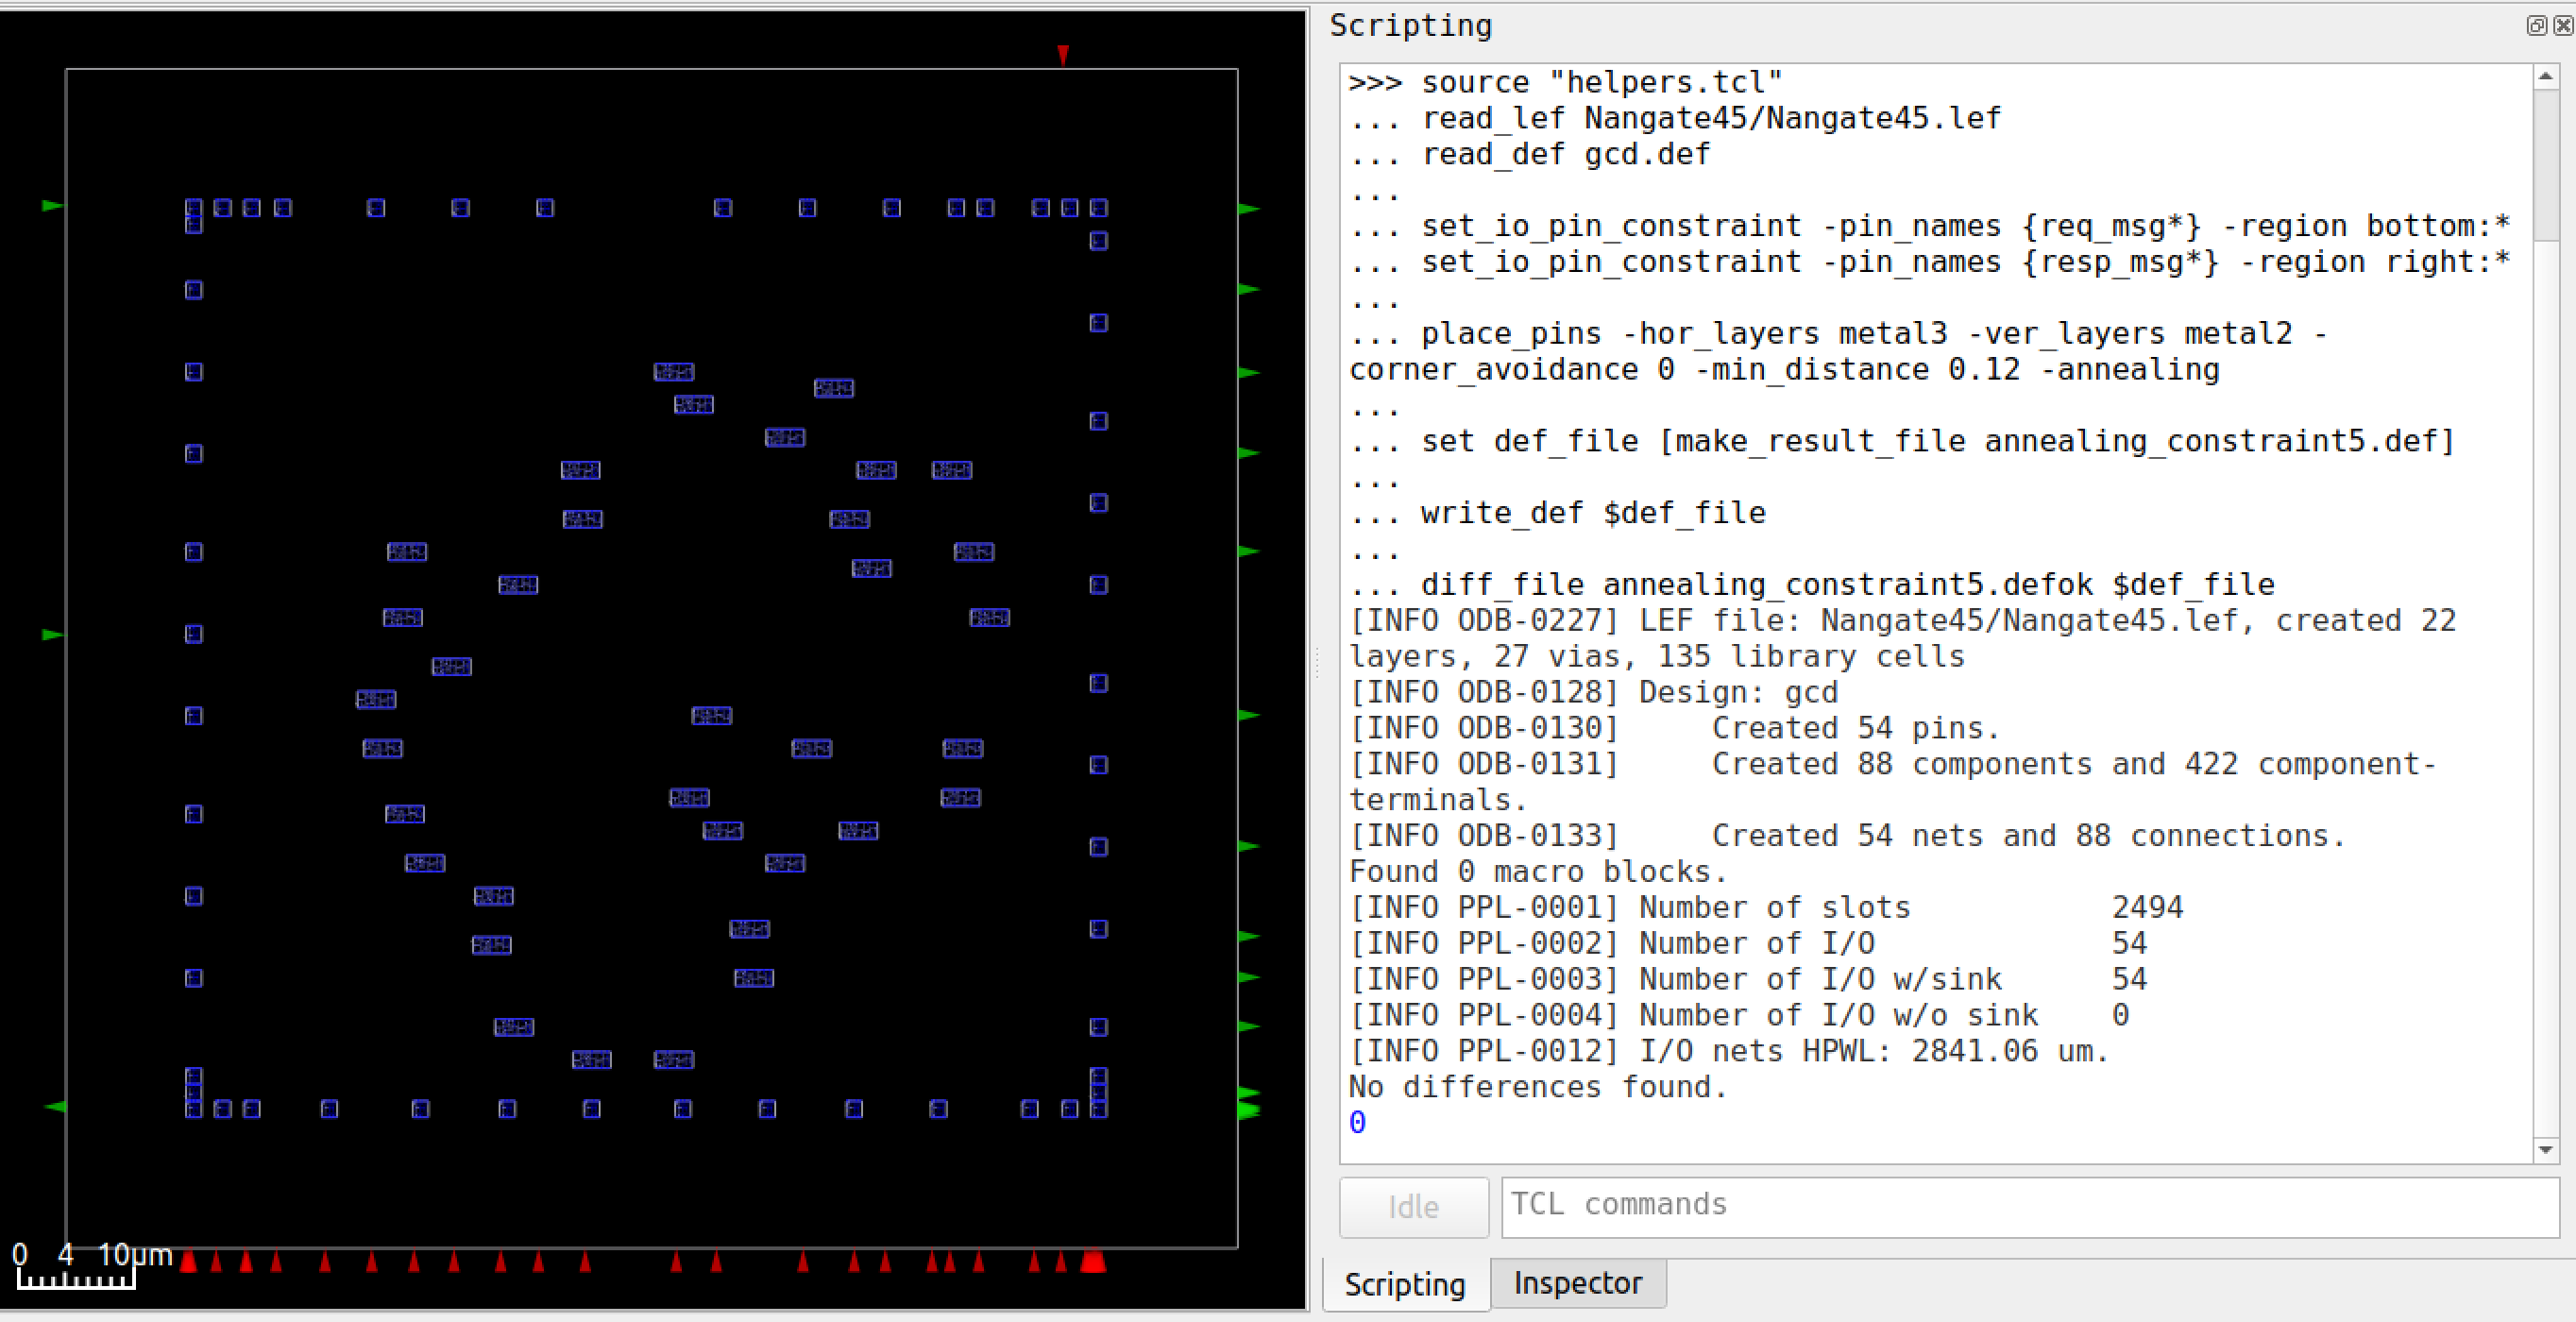 Scripting
>>> source "helpers.tcl"
... read_lef Nangate45/Nangate45.lef
... read_def gcd.def
...
... set_io_pin_constraint -pin_names {req_msg*} -region bottom:*
... set_io_pin_constraint -pin_names {resp_msg*} -region right:*
...
... place_pins -hor_layers metal3 -ver_layers metal2 -
corner_avoidance 0 -min_distance 0.12 -annealing
...
... set def_file [make_result_file annealing_constraint5.def]
...
... write_def $def_file
...
... diff_file annealing_constraint5.defok $def_file
[INFO ODB-0227] LEF file: Nangate45/Nangate45.lef, created 22
layers, 27 vias, 135 library cells
[INFO ODB-0128] Design: gcd
[INFO ODB-0130]     Created 54 pins.
[INFO ODB-0131]     Created 88 components and 422 component-
terminals.
[INFO ODB-0133]     Created 54 nets and 88 connections.
Found 0 macro blocks.
[INFO PPL-0001] Number of slots           2494
[INFO PPL-0002] Number of I/O             54
[INFO PPL-0003] Number of I/O w/sink      54
[INFO PPL-0004] Number of I/O w/o sink    0
[INFO PPL-0012] I/O nets HPWL: 2841.06 um.
No differences found.
0
Idle
TCL commands
Scripting
Inspector
0 4 10μm